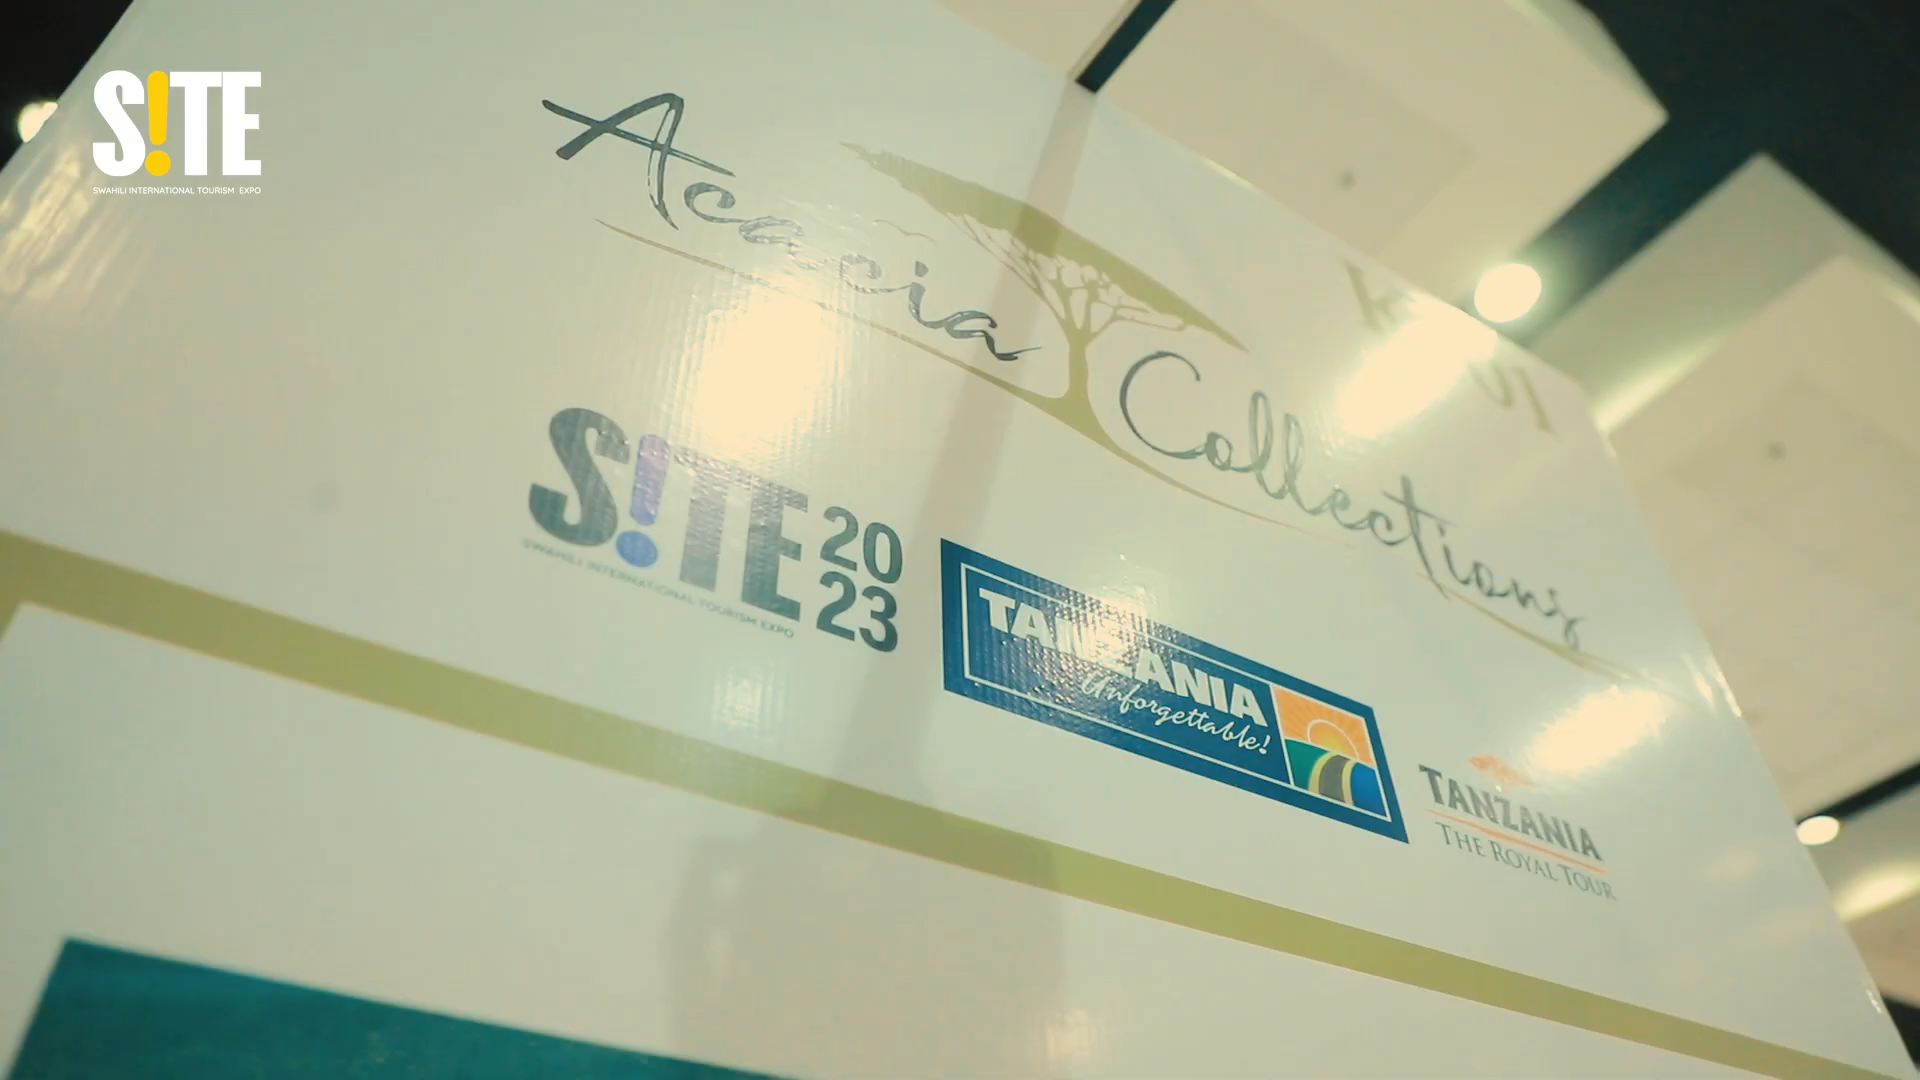 S!TE
SWAHILI INTERNATIONAL TOURISM EXPO
Acacia Collections
S!TE 2023
SWAHILI INTERNATIONAL TOURISM EXPO
TANZANIA
Unforgettable!
TANZANIA
THE ROYAL TOUR